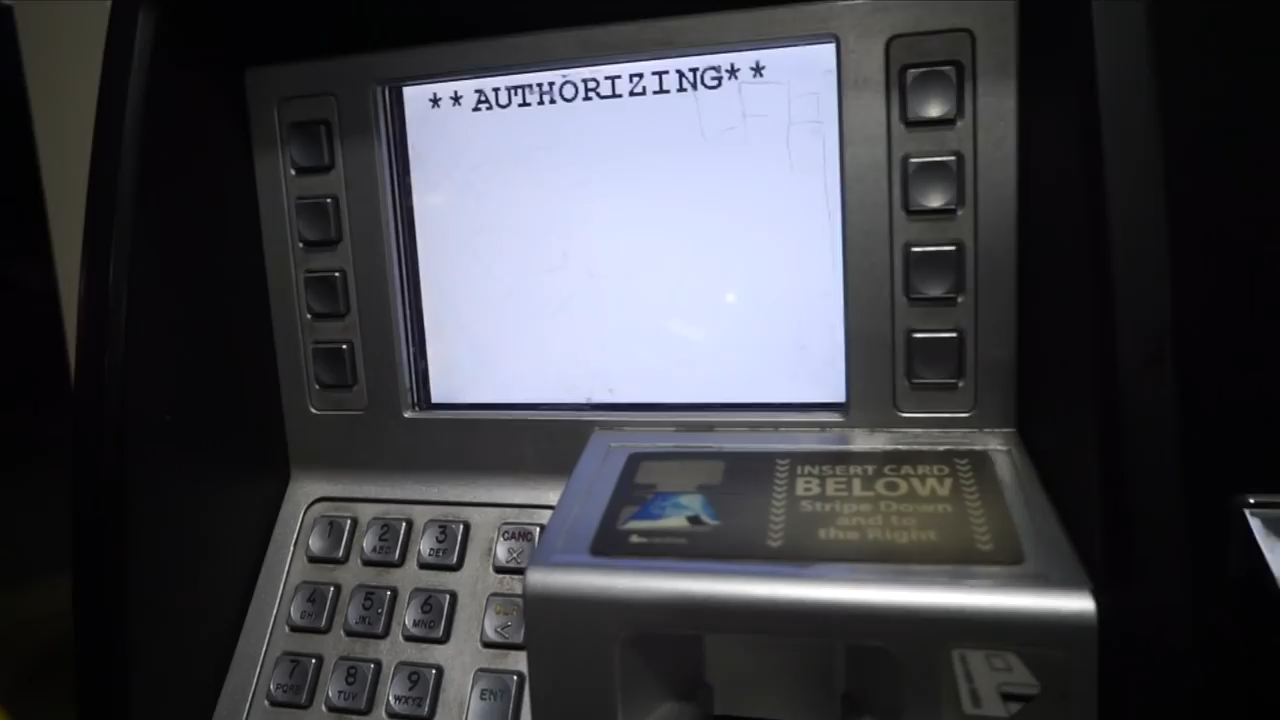 **AUTHORIZING**
INSERT CARD
BELOW
Stripe Down
and to
the Right
1
2
ABC
3
DEF
CANC
4
GHI
5
JKL
6
MNO
<
7
PQRS
8
TUV
9
WXYZ
ENT